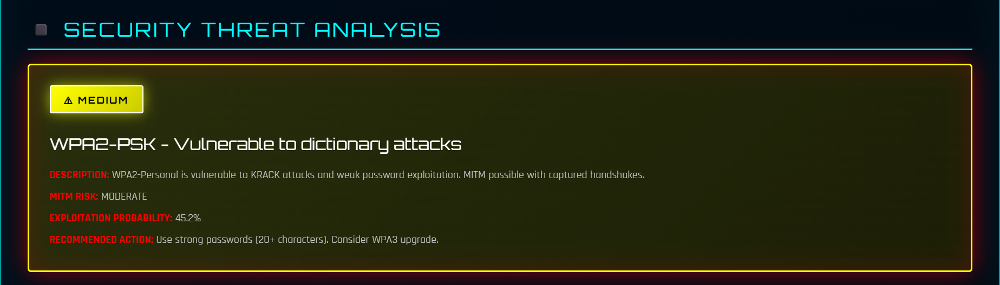 SECURITY THREAT ANALYSIS
⚠ MEDIUM
WPA2-PSK - Vulnerable to dictionary attacks
DESCRIPTION: WPA2-Personal is vulnerable to KRACK attacks and weak password exploitation. MITM possible with captured handshakes.
MITM RISK: MODERATE
EXPLOITATION PROBABILITY: 45.2%
RECOMMENDED ACTION: Use strong passwords (20+ characters). Consider WPA3 upgrade.